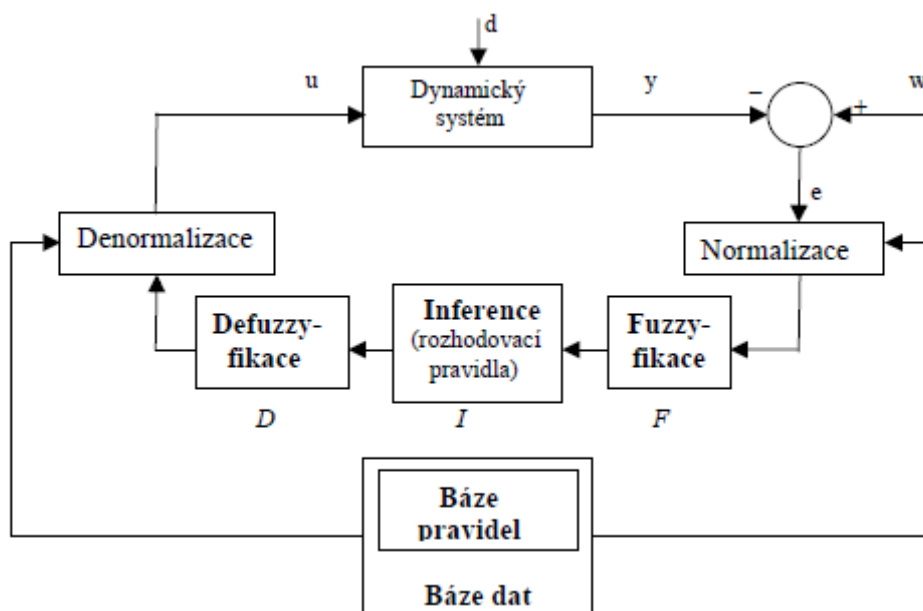 d
u
Dynamický
systém
y
–
+
w
e
Denormalizace
Normalizace
Defuzzy-
fikace
Inference
(rozhodovací
pravidla)
Fuzzy-
fikace
D
I
F
Báze
pravidel
Báze dat